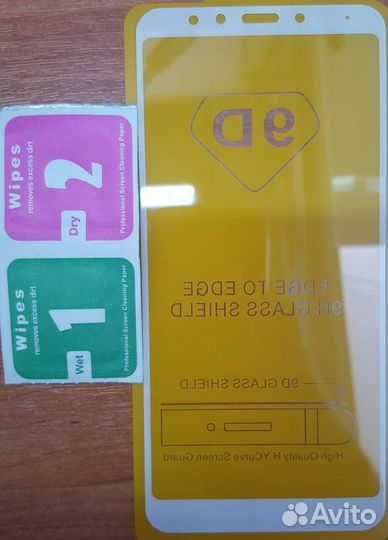 Wipes
removes excess dirt
2
Dry
Professional Screen Cleaning Paper
Wipes
removes excess dirt
1
Wet
Professional Screen Cleaning Paper
9D
EDGE TO EDGE
9H GLASS SHIELD
9D GLASS SHIELD
High Quality H YCurve Screen Guard
Avito